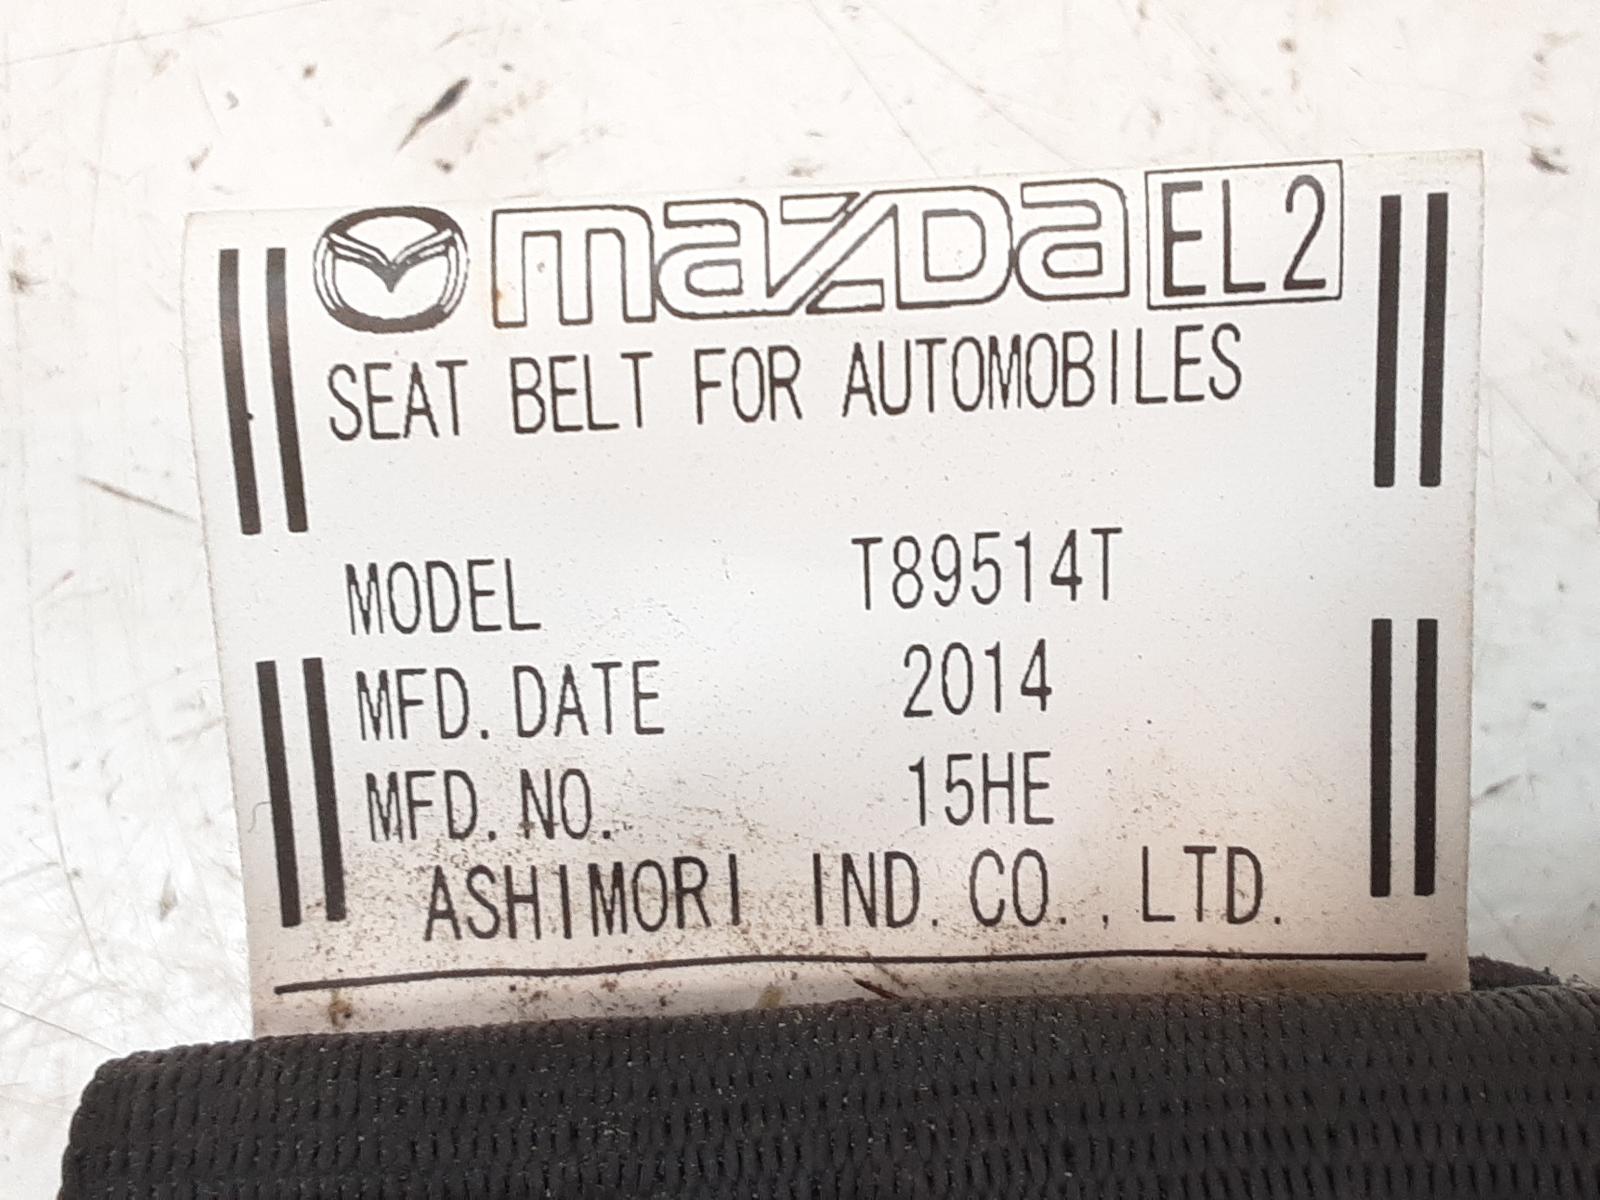 mazda EL2
SEAT BELT FOR AUTOMOBILES
MODEL T89514T
MFD. DATE 2014
MFD. NO. 15HE
ASHIMORI IND. CO., LTD.